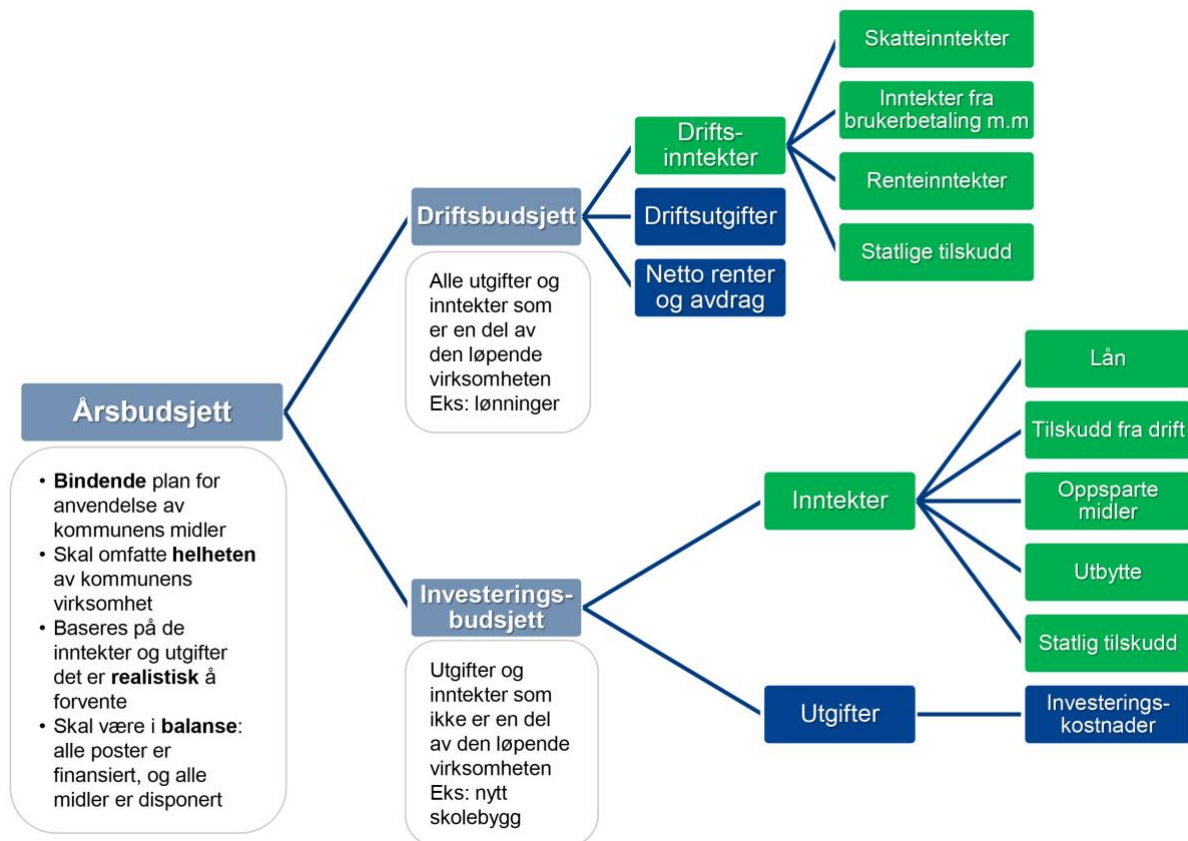 Årsbudsjett
• Bindende plan for
anvendelse av
kommunens midler
• Skal omfatte helheten
av kommunens
virksomhet
• Baseres på de
inntekter og utgifter
det er realistisk å
forvente
• Skal være i balanse:
alle poster er
finansiert, og alle
midler er disponert
Driftsbudsjett
Alle utgifter og
inntekter som
er en del av
den løpende
virksomheten
Eks: lønninger
Drifts-
inntekter
Driftsutgifter
Netto renter
og avdrag
Skatteinntekter
Inntekter fra
brukerbetaling m.m
Renteinntekter
Statlige tilskudd
Investerings-
budsjett
Utgifter og
inntekter som
ikke er en del
av den løpende
virksomheten
Eks: nytt
skolebygg
Inntekter
Lån
Tilskudd fra drift
Oppsparte
midler
Utbytte
Statlig tilskudd
Utgifter
Investerings-
kostnader